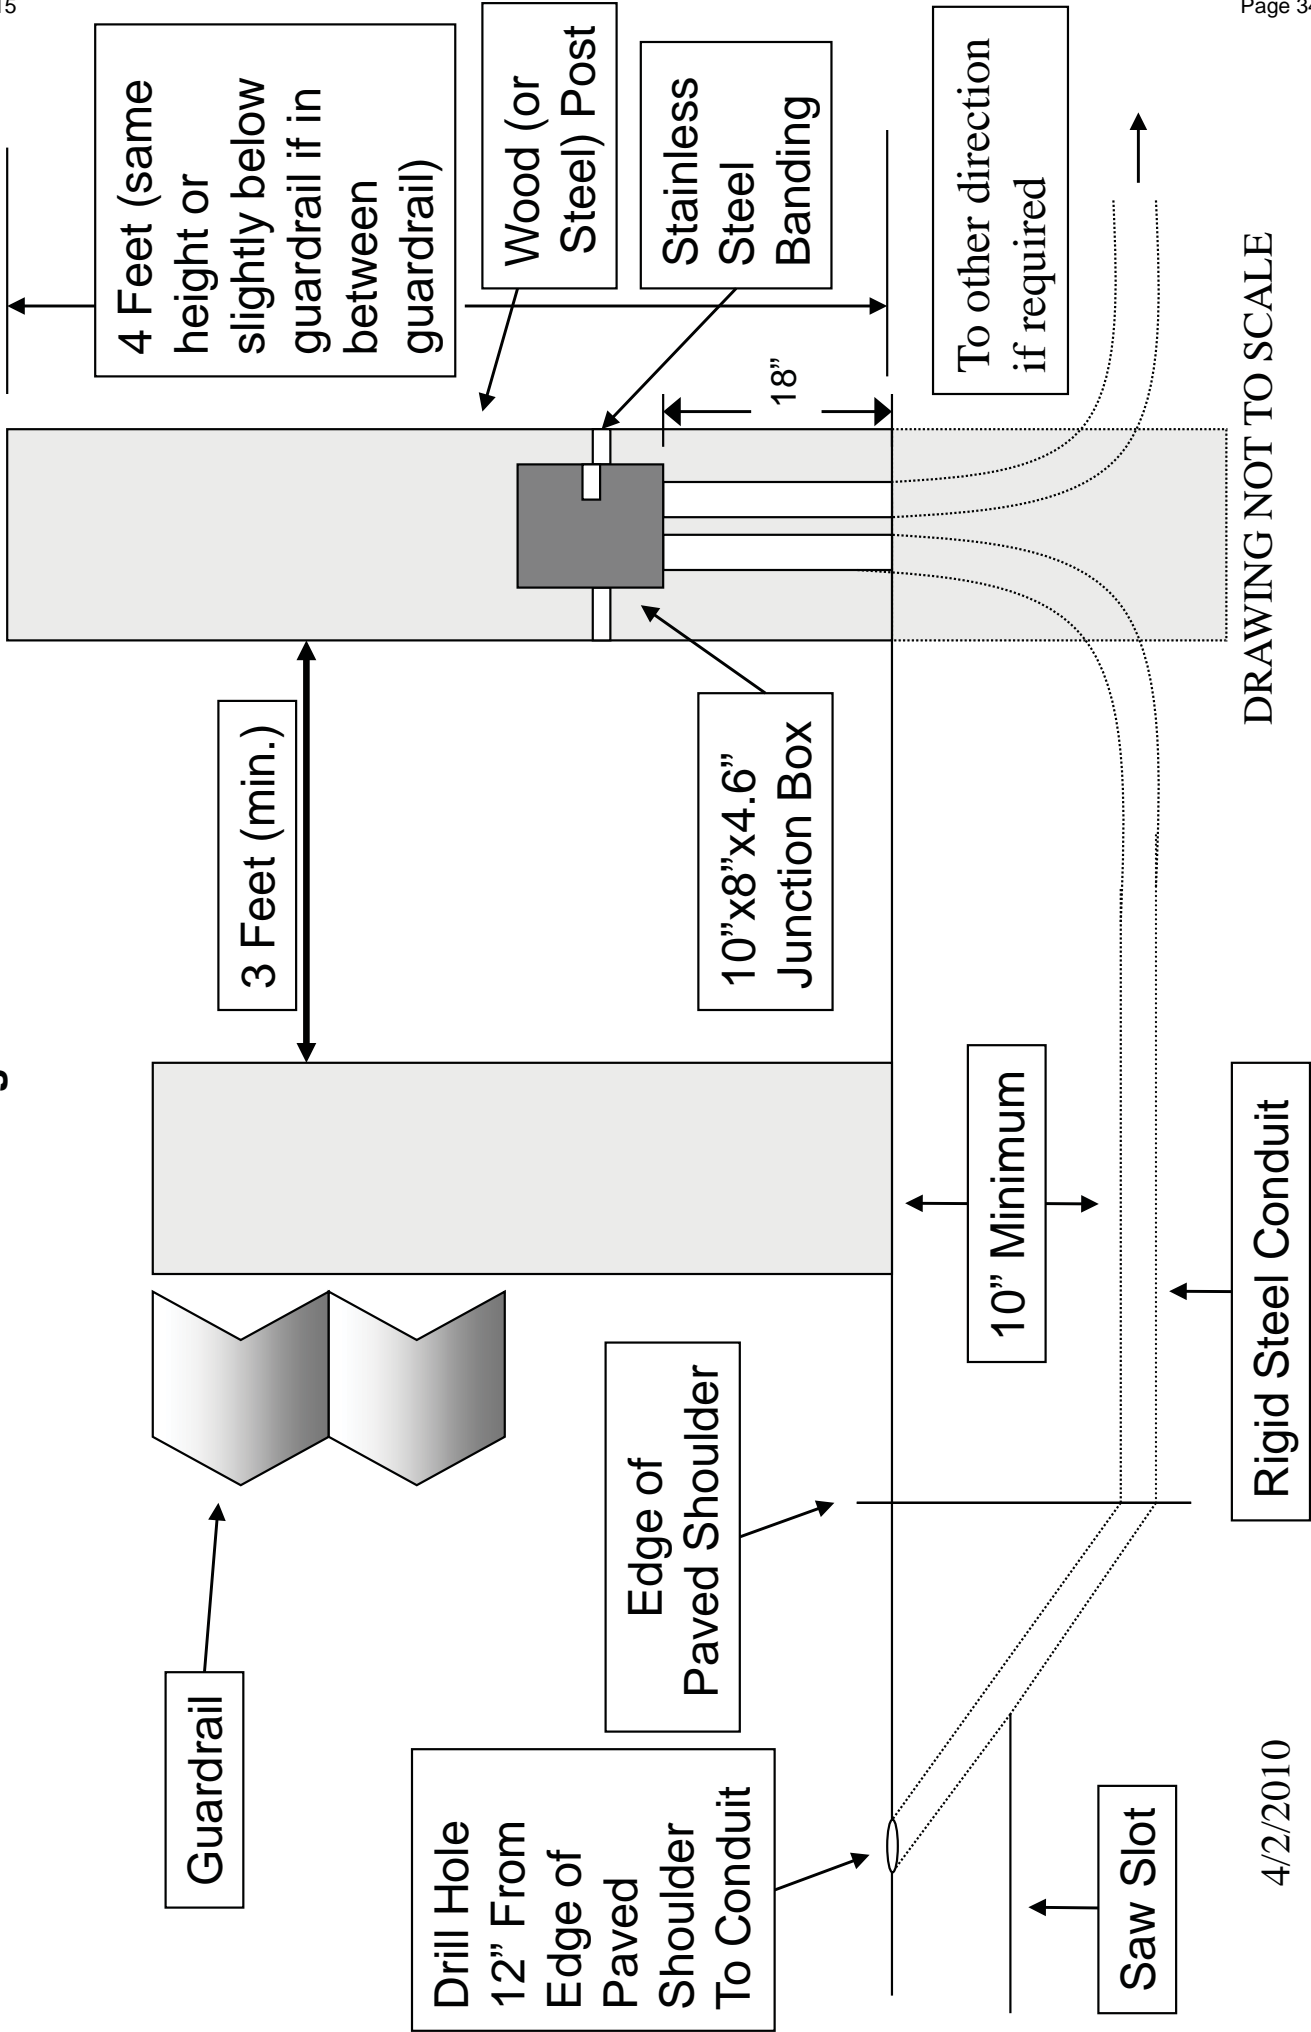 15
Page 34
4 Feet (same
height or
slightly below
guardrail if in
between
guardrail)
Wood (or
Steel) Post
Stainless
Steel
Banding
To other direction
if required
18”
3 Feet (min.)
10”x8”x4.6”
Junction Box
10” Minimum
Rigid Steel Conduit
Guardrail
Edge of
Paved Shoulder
Drill Hole
12” From
Edge of
Paved
Shoulder
To Conduit
Saw Slot
4/2/2010
DRAWING NOT TO SCALE